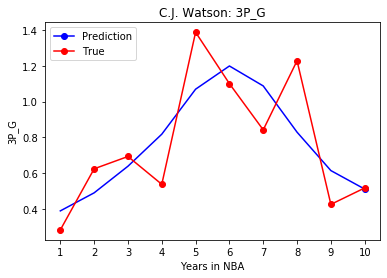 C.J. Watson: 3P_G
Prediction
True
1.4
1.2
1.0
0.8
0.6
0.4
3P_G
1 2 3 4 5 6 7 8 9 10
Years in NBA